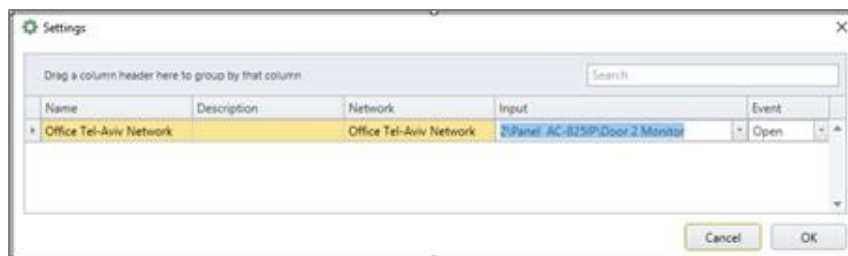 Settings
Drag a column header here to group by that column
Search
Name Description Network Input Event
Office Tel-Aviv Network Office Tel-Aviv Network 2\Panel AC-825IP\Door 2 Monitor Open
Cancel OK